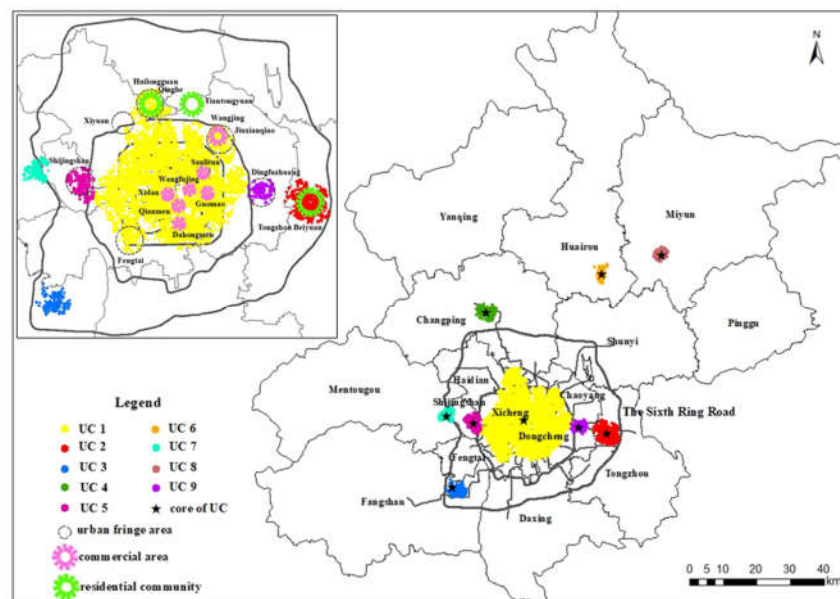 N
Huilongguan
Qinghe
Tiantongyuan
Xiyuan
Wangjing
Jiuxianqiao
Shijingshan
Sanlitun
Wangfujing
Dingfuzhuang
Xidan
Guomao
Qianmen
Dahongmen
Tongzhou Beiyuan
Fengtai
Yanqing
Miyun
Huairou
Changping
Pinggu
Shunyi
Mentougou
Haidian
Chaoyang
Shijingshan
Xicheng
The Sixth Ring Road
Dongcheng
Fengtai
Tongzhou
Fangshan
Daxing
Legend
UC 1
UC 6
UC 2
UC 7
UC 3
UC 8
UC 4
UC 9
UC 5
core of UC
urban fringe area
commercial area
residential community
0 5 10 20 30 40
km